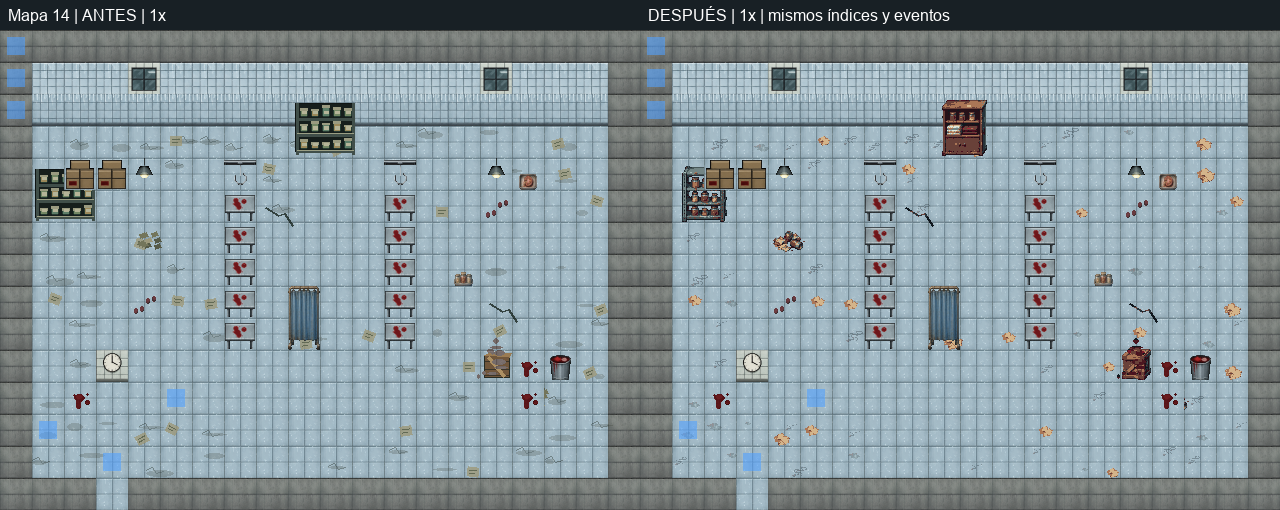 Mapa 14 | ANTES | 1x
DESPUÉS | 1x | mismos índices y eventos